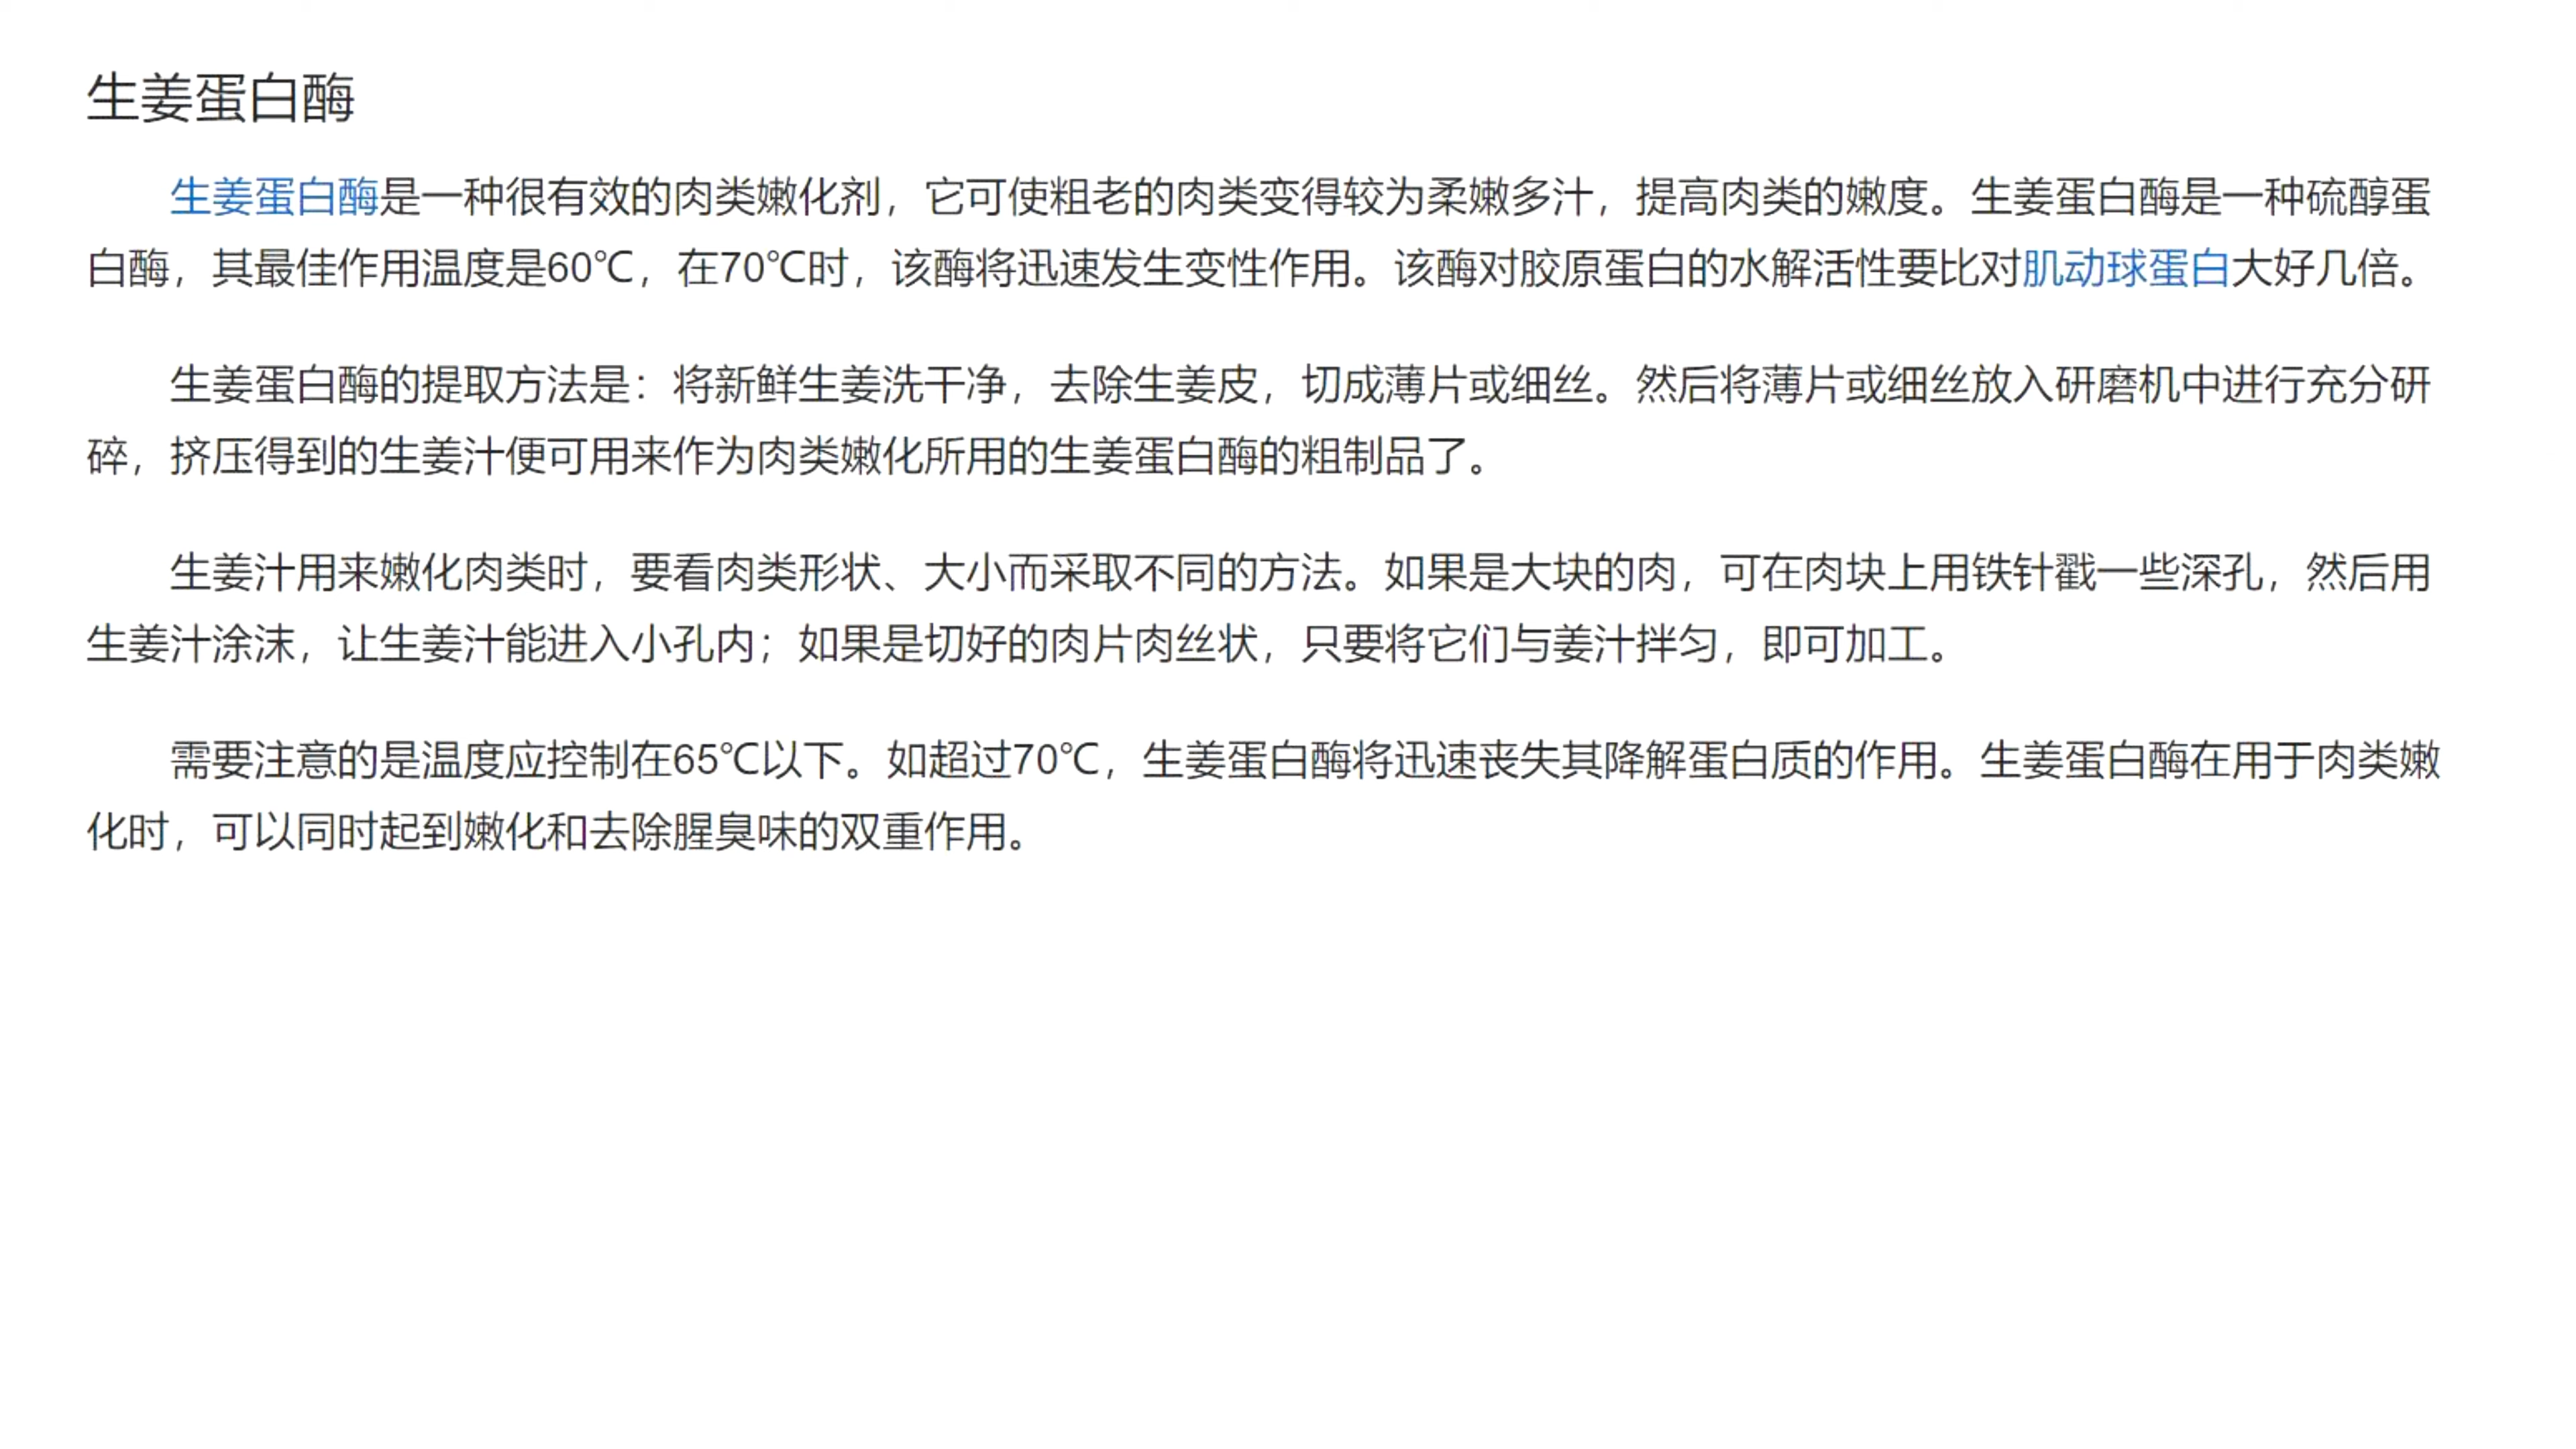 生姜蛋白酶
生姜蛋白酶是一种很有效的肉类嫩化剂，它可使粗老的肉类变得较为柔嫩多汁，提高肉类的嫩度。生姜蛋白酶是一种硫醇蛋
白酶，其最佳作用温度是60℃，在70℃时，该酶将迅速发生变性作用。该酶对胶原蛋白的水解活性要比对肌动球蛋白大好几倍。
生姜蛋白酶的提取方法是：将新鲜生姜洗干净，去除生姜皮，切成薄片或细丝。然后将薄片或细丝放入研磨机中进行充分研
碎，挤压得到的生姜汁便可用来作为肉类嫩化所用的生姜蛋白酶的粗制品了。
生姜汁用来嫩化肉类时，要看肉类形状、大小而采取不同的方法。如果是大块的肉，可在肉块上用铁针戳一些深孔，然后用
生姜汁涂沫，让生姜汁能进入小孔内；如果是切好的肉片肉丝状，只要将它们与姜汁拌匀，即可加工。
需要注意的是温度应控制在65℃以下。如超过70℃，生姜蛋白酶将迅速丧失其降解蛋白质的作用。生姜蛋白酶在用于肉类嫩
化时，可以同时起到嫩化和去除腥臭味的双重作用。